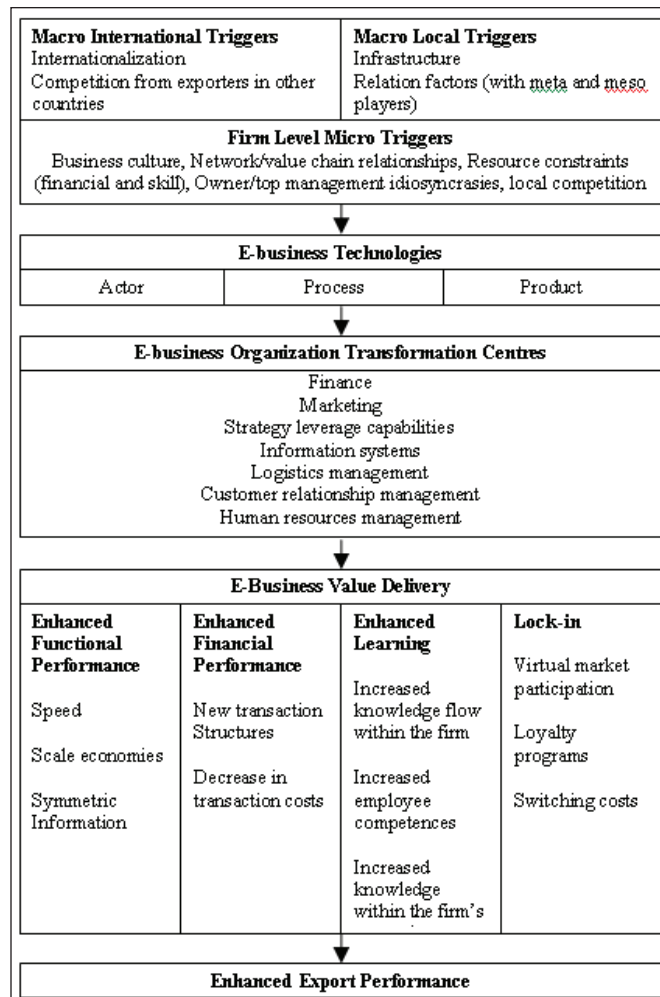 Macro International Triggers
Internationalization
Competition from exporters in other
countries
Macro Local Triggers
Infrastructure
Relation factors (with meta and meso
players)
Firm Level Micro Triggers
Business culture, Network/value chain relationships, Resource constraints
(financial and skill), Owner/top management idiosyncrasies, local competition
E-business Technologies
Actor
Process
Product
E-business Organization Transformation Centres
Finance
Marketing
Strategy leverage capabilities
Information systems
Logistics management
Customer relationship management
Human resources management
E-Business Value Delivery
Enhanced
Functional
Performance
Speed
Scale economies
Symmetric
Information
Enhanced
Financial
Performance
New transaction
Structures
Decrease in
transaction costs
Enhanced
Learning
Increased
knowledge flow
within the firm
Increased
employee
competences
Increased
knowledge
within the firm's
Lock-in
Virtual market
participation
Loyalty
programs
Switching costs
Enhanced Export Performance